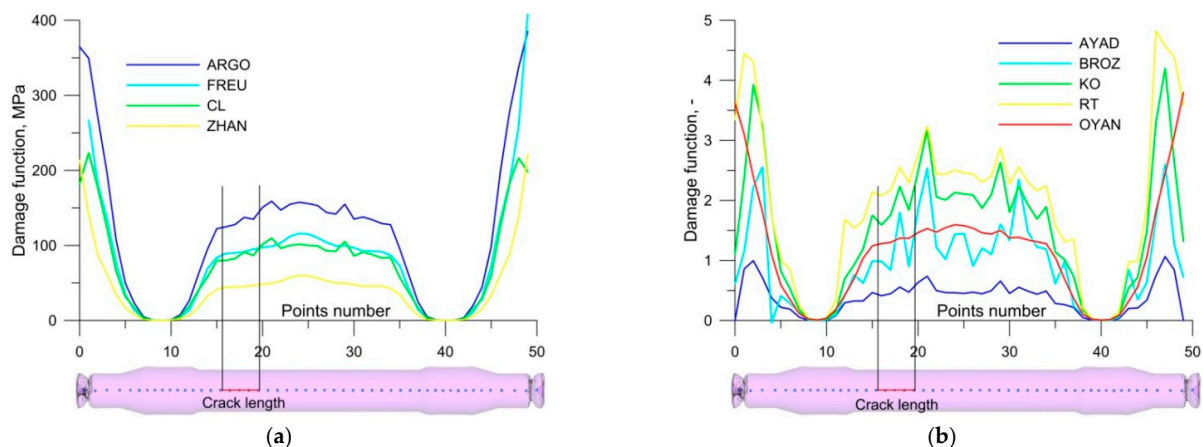 400
300
200
100
0
Damage function, MPa
ARGO
FREU
CL
ZHAN
Points number
0 10 20 30 40 50
Crack length
(a)
5
4
3
2
1
0
Damage function, -
AYAD
BROZ
KO
RT
OYAN
Points number
0 10 20 30 40 50
Crack length
(b)